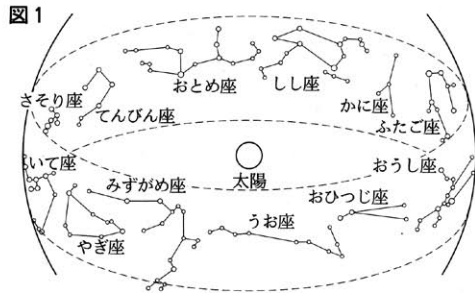 図1
おとめ座
しし座
さそり座
てんびん座
かに座
ふたご座
いて座
みずがめ座
太陽
おうし座
おひつじ座
やぎ座
うお座